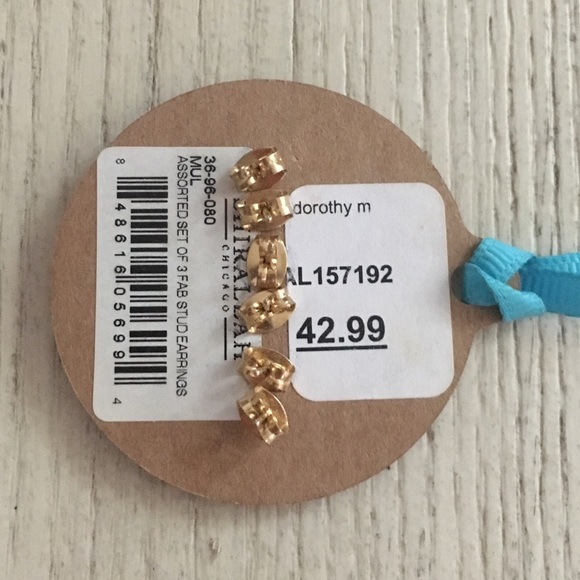 36-96-080
MUL
ASSORTED SET OF 3 FAB STUD EARRINGS
8 48616 05699 4
CHICAGO
dorothy m
AL157192
42.99